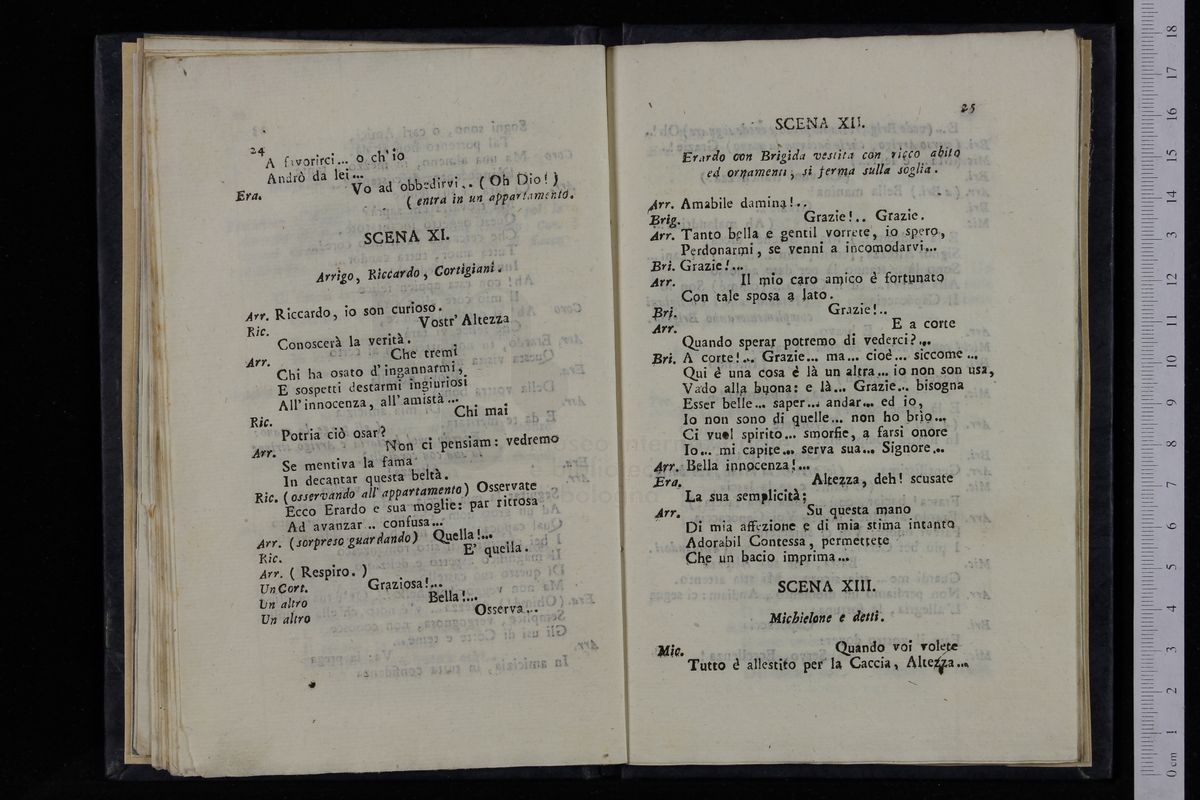 24
A favorirci... o ch'io
Andrò da lei...
Era. Vo ad obbedirvi.. ( Oh Dio! )
( entra in un appartamento.
SCENA XI.
Arrigo, Riccardo, Cortigiani.
Arr. Riccardo, io son curioso.
Ric. Vostr' Altezza
Conoscerà la verità.
Arr. Che tremi
Chi ha osato d'ingannarmi,
E sospetti destarmi ingiuriosi
All'innocenza, all'amistà...
Ric. Chi mai
Potria ciò osar?
Arr. Non ci pensiam: vedremo
Se mentiva la fama
In decantar questa beltà.
Ric. (osservando all'appartamento) Osservate
Ecco Erardo e sua moglie: par ritrosa
Ad avanzar .. confusa...
Arr. (sorpreso guardando) Quella!...
Ric. E' quella.
Arr. ( Respiro. )
Un Cort. Graziosa!...
Un altro Bella!...
Un altro Osserva...
25
SCENA XII.
Erardo con Brigida vestita con ricco abito
ed ornamenti, si ferma sulla soglia.
Arr. Amabile damina!..
Brig. Grazie!.. Grazie.
Arr. Tanto bella e gentil vorrete, io spero,
Perdonarmi, se venni a incomodarvi...
Bri. Grazie!...
Arr. Il mio caro amico è fortunato
Con tale sposa a lato.
Bri. Grazie!..
Arr. E a corte
Quando sperar potremo di vederci?...
Bri. A corte!... Grazie... ma... cioè... siccome ...
Qui è una cosa è là un altra... io non son usa,
Vado alla buona: e là... Grazie... bisogna
Esser belle... saper... andar... ed io,
Io non sono di quelle... non ho brio...
Ci vuol spirito... smorfie, a farsi onore
Io... mi capite... serva sua... Signore...
Arr. Bella innocenza!...
Era. Altezza, deh! scusate
La sua semplicità:
Arr. Su questa mano
Di mia affezione e di mia stima intanto
Adorabil Contessa, permettete
Che un bacio imprima...
SCENA XIII.
Michielone e detti.
Mic. Quando voi volete
Tutto è allestito per la Caccia, Altezza...